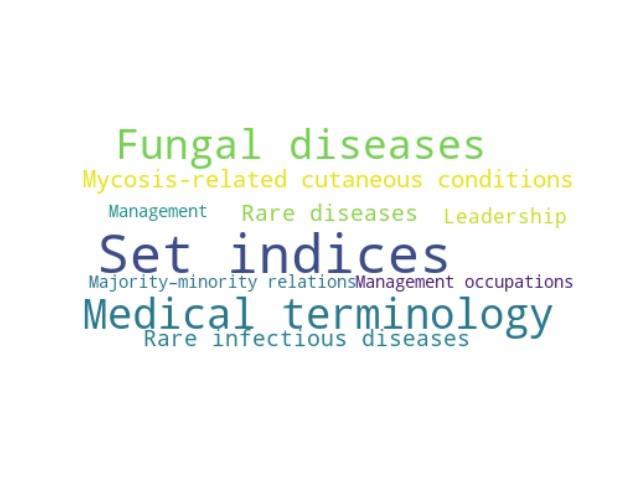 Fungal diseases
Mycosis-related cutaneous conditions
Management
Rare diseases
Leadership
Set indices
Majority–minority relations
Management occupations
Medical terminology
Rare infectious diseases